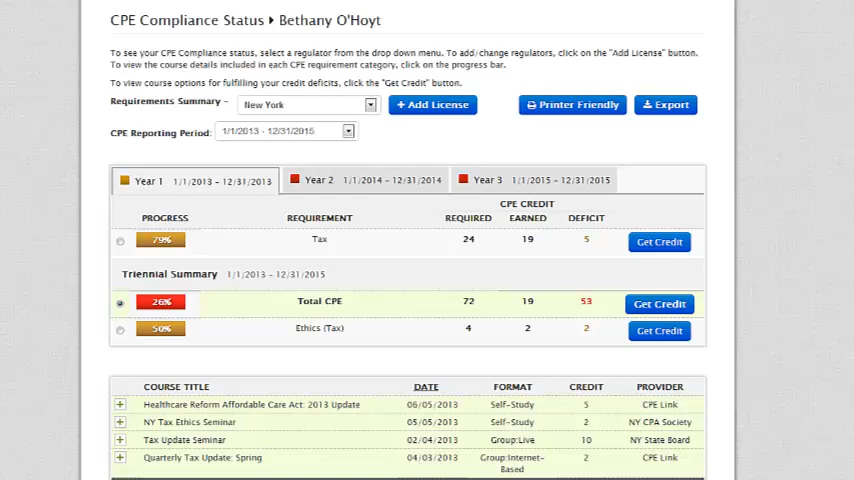 CPE Compliance Status ▸ Bethany O'Hoyt
To see your CPE Compliance status, select a regulator from the drop down menu. To add/change regulators, click on the "Add License" button.
To view the course details included in each CPE requirement category, click on the progress bar.
To view course options for fulfilling your credit deficits, click the "Get Credit" button.
Requirements Summary - New York + Add License Printer Friendly Export
CPE Reporting Period: 1/1/2013 - 12/31/2015
Year 1 1/1/2013 - 12/31/2013 Year 2 1/1/2014 - 12/31/2014 Year 3 1/1/2015 - 12/31/2015
CPE CREDIT
PROGRESS REQUIREMENT REQUIRED EARNED DEFICIT
79% Tax 24 19 5 Get Credit
Triennial Summary 1/1/2013 - 12/31/2015
26% Total CPE 72 19 53 Get Credit
50% Ethics (Tax) 4 2 2 Get Credit
COURSE TITLE DATE FORMAT CREDIT PROVIDER
+ Healthcare Reform Affordable Care Act: 2013 Update 06/05/2013 Self-Study 5 CPE Link
+ NY Tax Ethics Seminar 05/05/2013 Self-Study 2 NY CPA Society
+ Tax Update Seminar 02/04/2013 Group:Live 10 NY State Board
+ Quarterly Tax Update: Spring 04/03/2013 Group:Internet- 2 CPE Link
Based